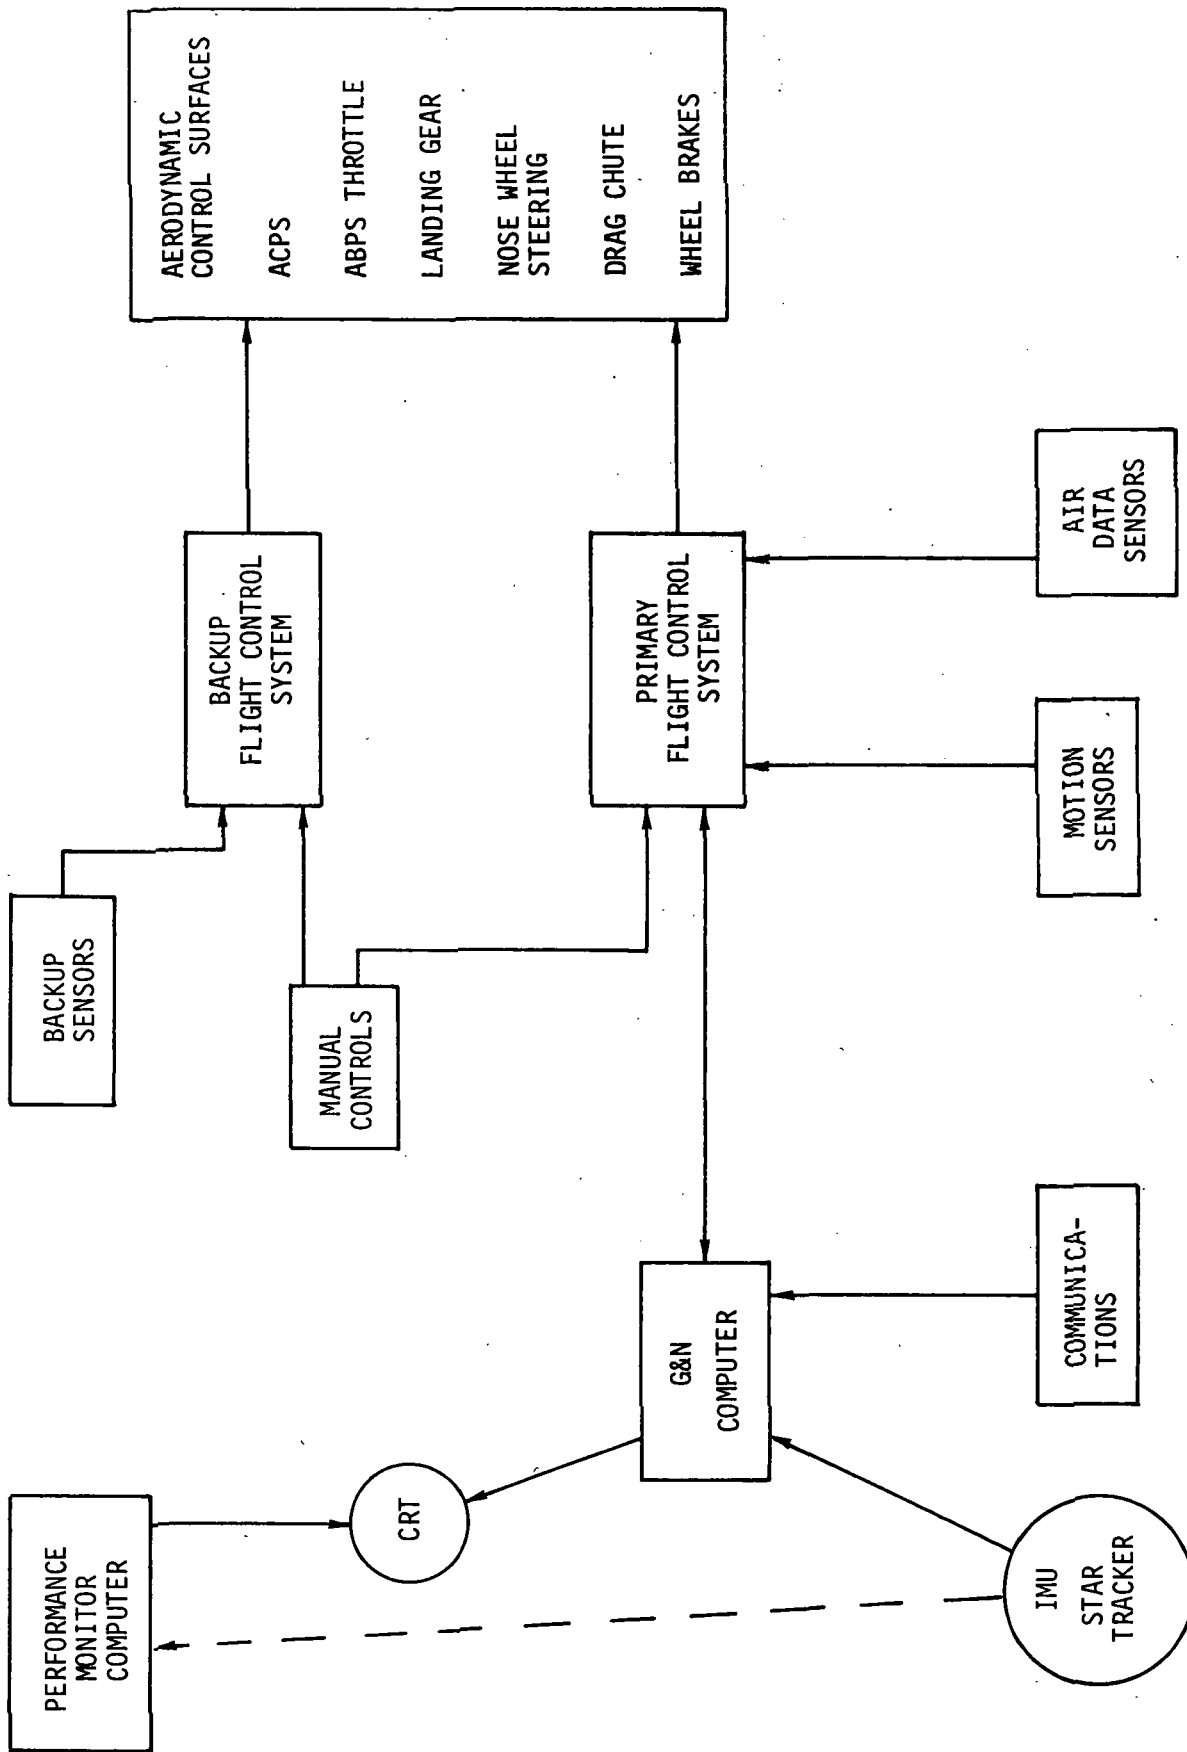 PERFORMANCE
MONITOR
COMPUTER
CRT
IMU
STAR
TRACKER
G&N
COMPUTER
COMMUNICA-
TIONS
BACKUP
SENSORS
MANUAL
CONTROLS
BACKUP
FLIGHT CONTROL
SYSTEM
PRIMARY
FLIGHT CONTROL
SYSTEM
MOTION
SENSORS
AIR
DATA
SENSORS
AERODYNAMIC
CONTROL SURFACES
ACPS
ABPS THROTTLE
LANDING GEAR
NOSE WHEEL
STEERING
DRAG CHUTE
WHEEL BRAKES